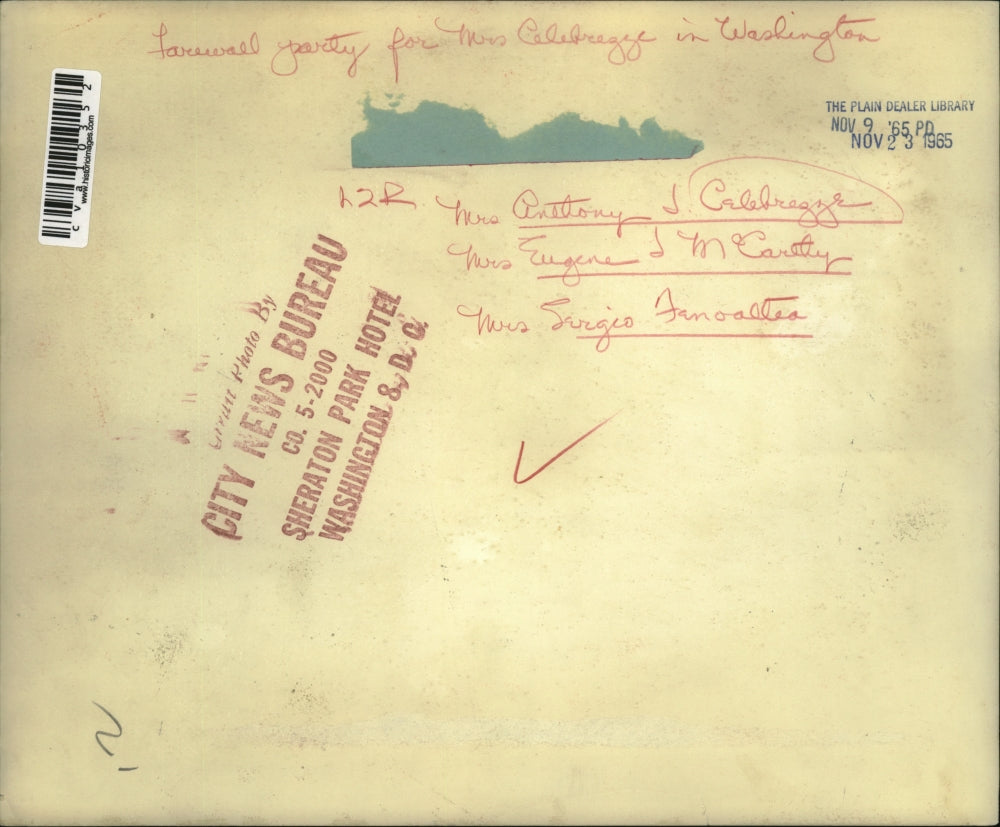 Farewell party for Mrs Celebrezze in Washington
THE PLAIN DEALER LIBRARY
NOV 9 '65 PD
NOV 23 1965
L2R Mrs Anthony J Celebrezze
Mrs Eugene J McCarthy
Mrs Sergio Fenoaltea
Photo By
CITY NEWS BUREAU
CO. 5-2000
SHERATON PARK HOTEL
WASHINGTON 8, D. C.
cva10352
www.historicimages.com